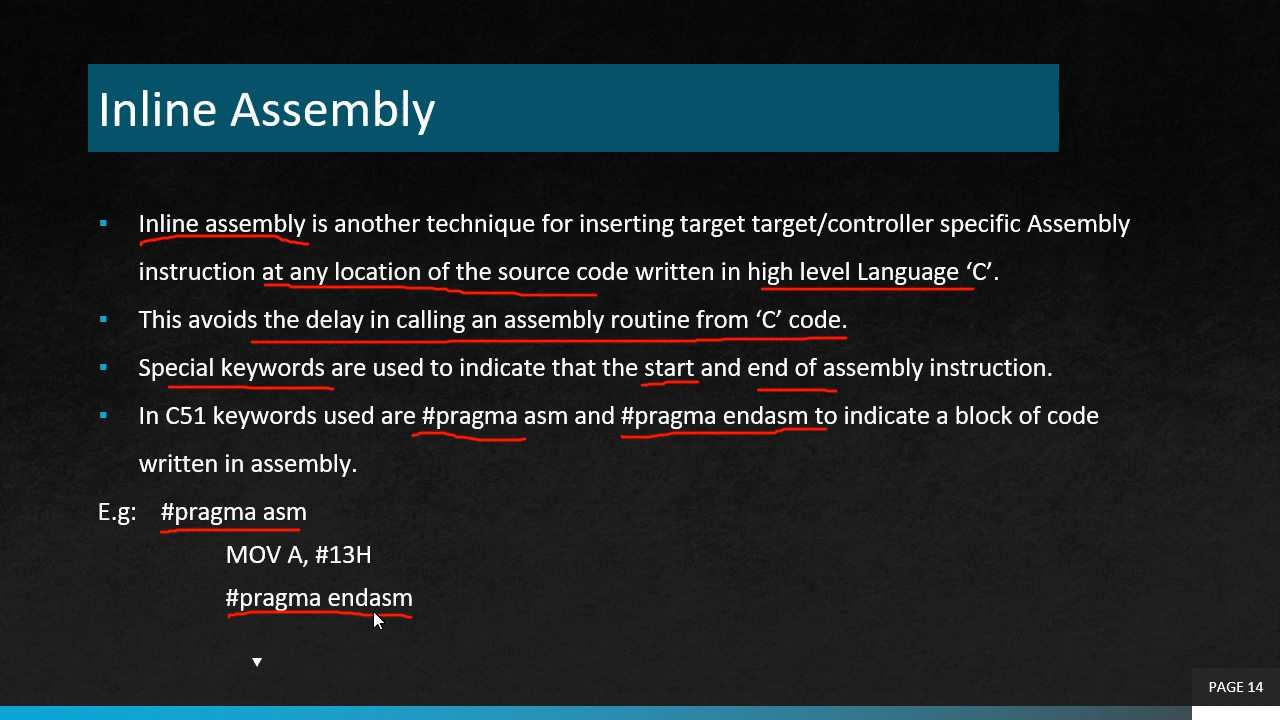 Inline Assembly
Inline assembly is another technique for inserting target target/controller specific Assembly
instruction at any location of the source code written in high level Language ‘C’.
This avoids the delay in calling an assembly routine from ‘C’ code.
Special keywords are used to indicate that the start and end of assembly instruction.
In C51 keywords used are #pragma asm and #pragma endasm to indicate a block of code
written in assembly.
E.g: #pragma asm
MOV A, #13H
#pragma endasm
PAGE 14